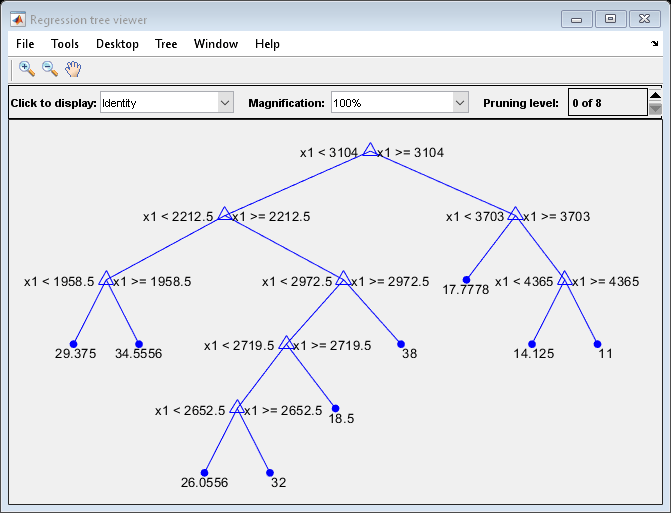 Regression tree viewer
File Tools Desktop Tree Window Help
Click to display: Identity Magnification: 100% Pruning level: 0 of 8
x1 < 3104 x1 >= 3104
x1 < 2212.5 x1 >= 2212.5 x1 < 3703 x1 >= 3703
x1 < 1958.5 x1 >= 1958.5 x1 < 2972.5 x1 >= 2972.5 17.7778 x1 < 4365 x1 >= 4365
29.375 34.5556 x1 < 2719.5 x1 >= 2719.5 38 14.125 11
x1 < 2652.5 x1 >= 2652.5 18.5
26.0556 32